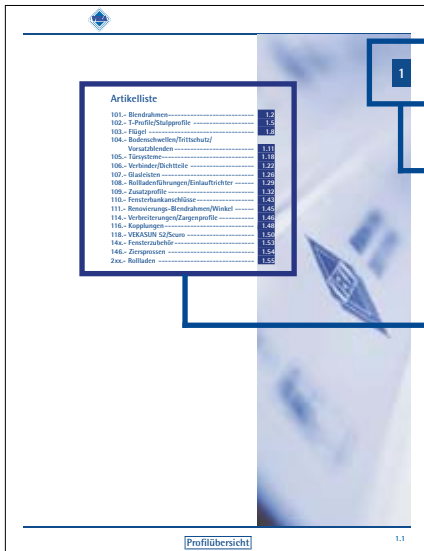 1
Artikelliste
101.- Blendrahmen 1.2
102.- T-Profile/Stulpprofile 1.5
103.- Flügel 1.8
104.- Bodenschwellen/Trittschutz/
Vorsatzblenden 1.11
105.- Türsysteme 1.18
106.- Verbinder/Dichtteile 1.22
107.- Glasleisten 1.26
108.- Rollladenführungen/Einlauftrichter 1.29
109.- Zusatzprofile 1.32
110.- Fensterbankanschlüsse 1.43
111.- Renovierungs-Blendrahmen/Winkel 1.45
114.- Verbreiterungen/Zargenprofile 1.46
116.- Kopplungen 1.48
118.- VEKASUN 52/Scuro 1.50
14x.- Fensterzubehör 1.53
146.- Ziersprossen 1.54
2xx.- Rollladen 1.55
Profilübersicht
1.1